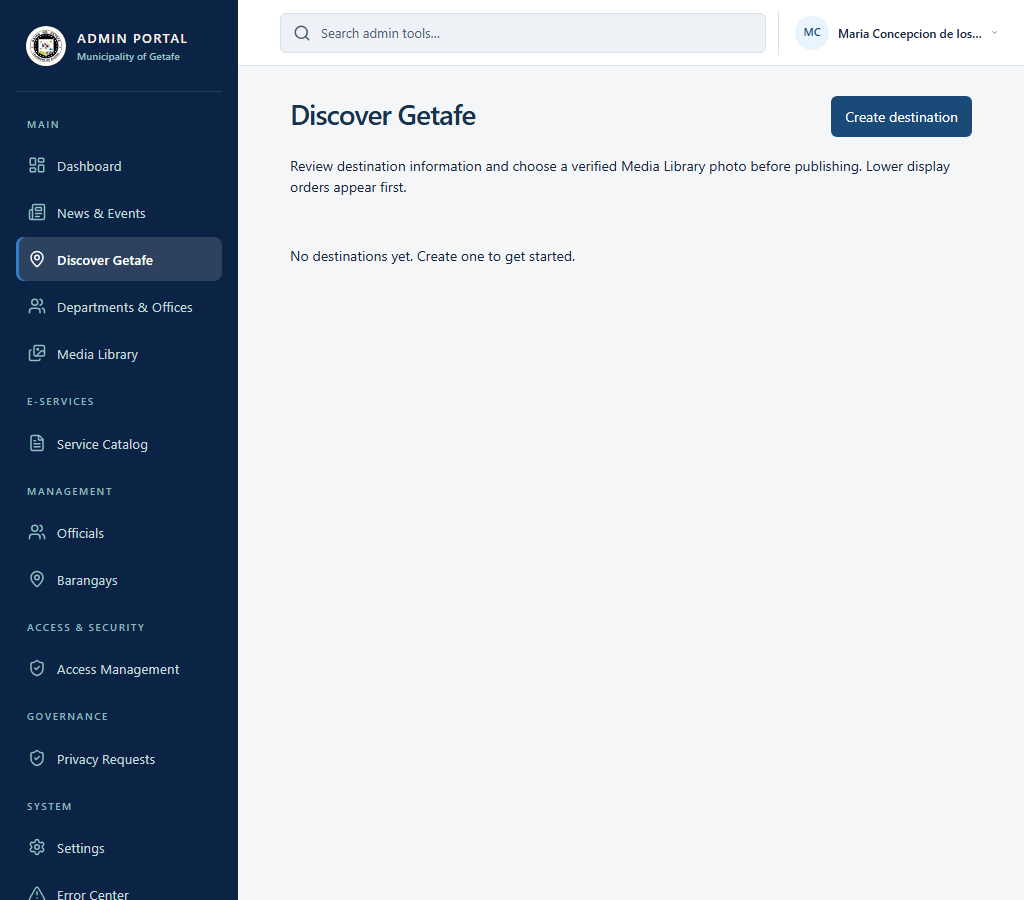 ADMIN PORTAL
Municipality of Getafe
MAIN
Dashboard
News & Events
Discover Getafe
Departments & Offices
Media Library
E-SERVICES
Service Catalog
MANAGEMENT
Officials
Barangays
ACCESS & SECURITY
Access Management
GOVERNANCE
Privacy Requests
SYSTEM
Settings
Error Center
Search admin tools...
MC
Maria Concepcion de los...
Discover Getafe
Create destination
Review destination information and choose a verified Media Library photo before publishing. Lower display
orders appear first.
No destinations yet. Create one to get started.